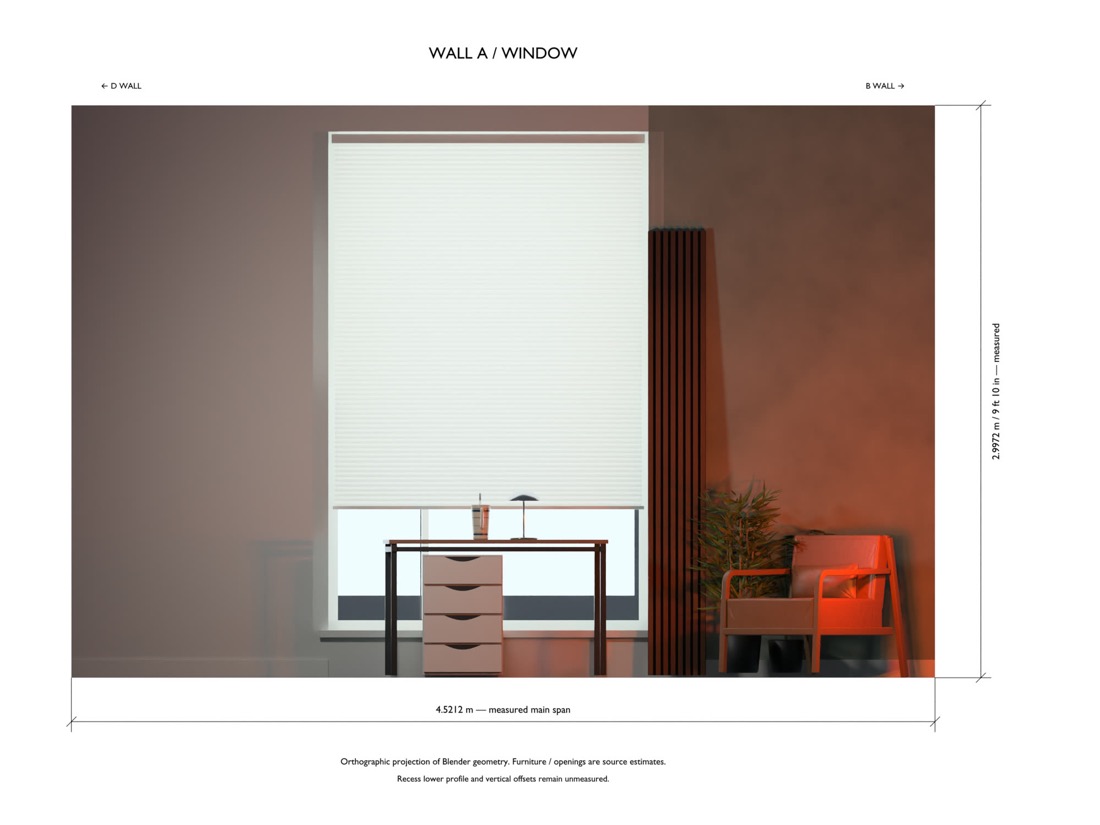 WALL A / WINDOW
← D WALL
B WALL →
2.9972 m / 9 ft 10 in — measured
4.5212 m — measured main span
Orthographic projection of Blender geometry. Furniture / openings are source estimates.
Recess lower profile and vertical offsets remain unmeasured.